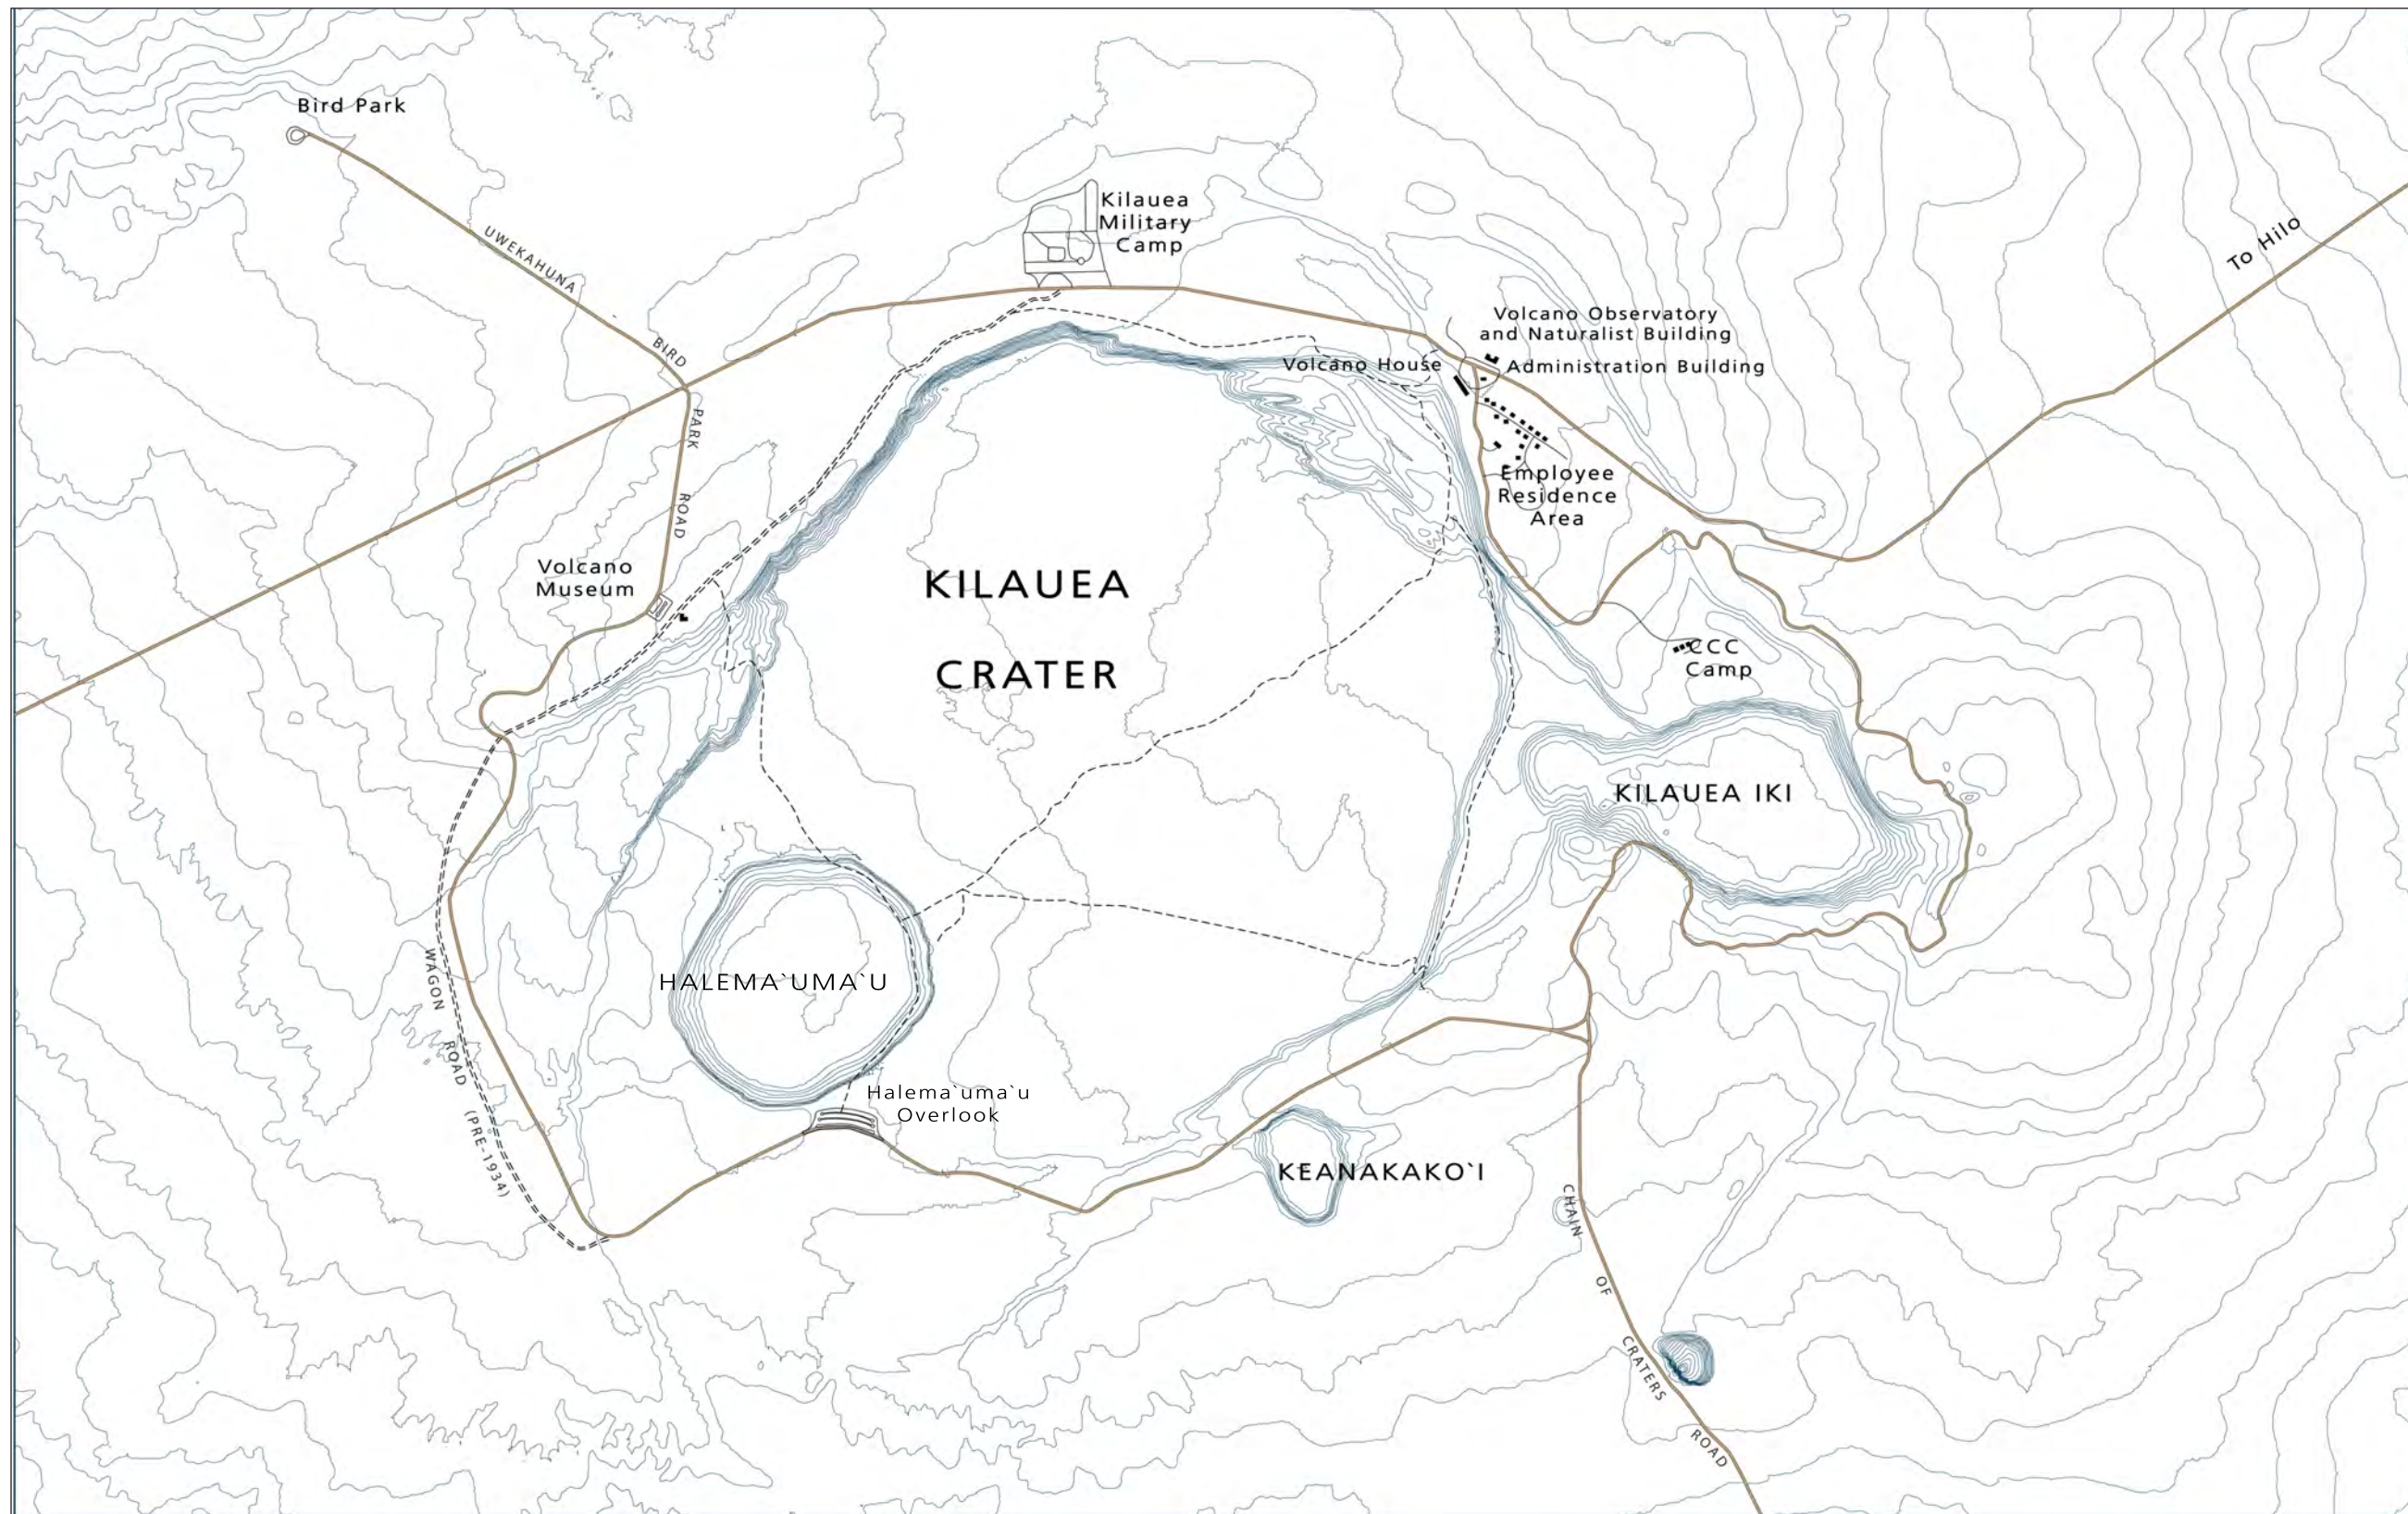 Bird Park
Kilauea
Military
Camp
To Hilo
UWEKAHUNA
BIRD
PARK
ROAD
Volcano Observatory
and Naturalist Building
Volcano House
Administration Building
Employee
Residence
Area
Volcano
Museum
KILAUEA
CRATER
CCC
Camp
KILAUEA IKI
HALEMA`UMA`U
WAGON
ROAD
(PRE-1934)
Halema`uma`u
Overlook
KEANAKAKO`I
CHAIN
OF
CRATERS
ROAD